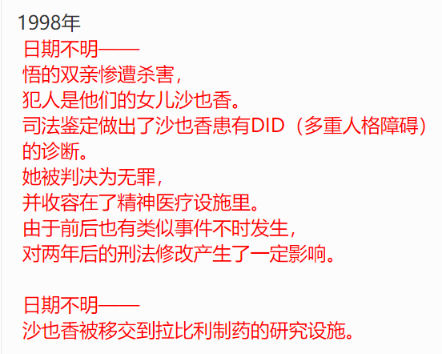 1998年
日期不明——
悟的双亲惨遭杀害，
犯人是他们的女儿沙也香。
司法鉴定做出了沙也香患有DID（多重人格障碍）
的诊断。
她被判决为无罪，
并收容在了精神医疗设施里。
由于前后也有类似事件不时发生，
对两年后的刑法修改产生了一定影响。
日期不明——
沙也香被移交到拉比利制药的研究设施。